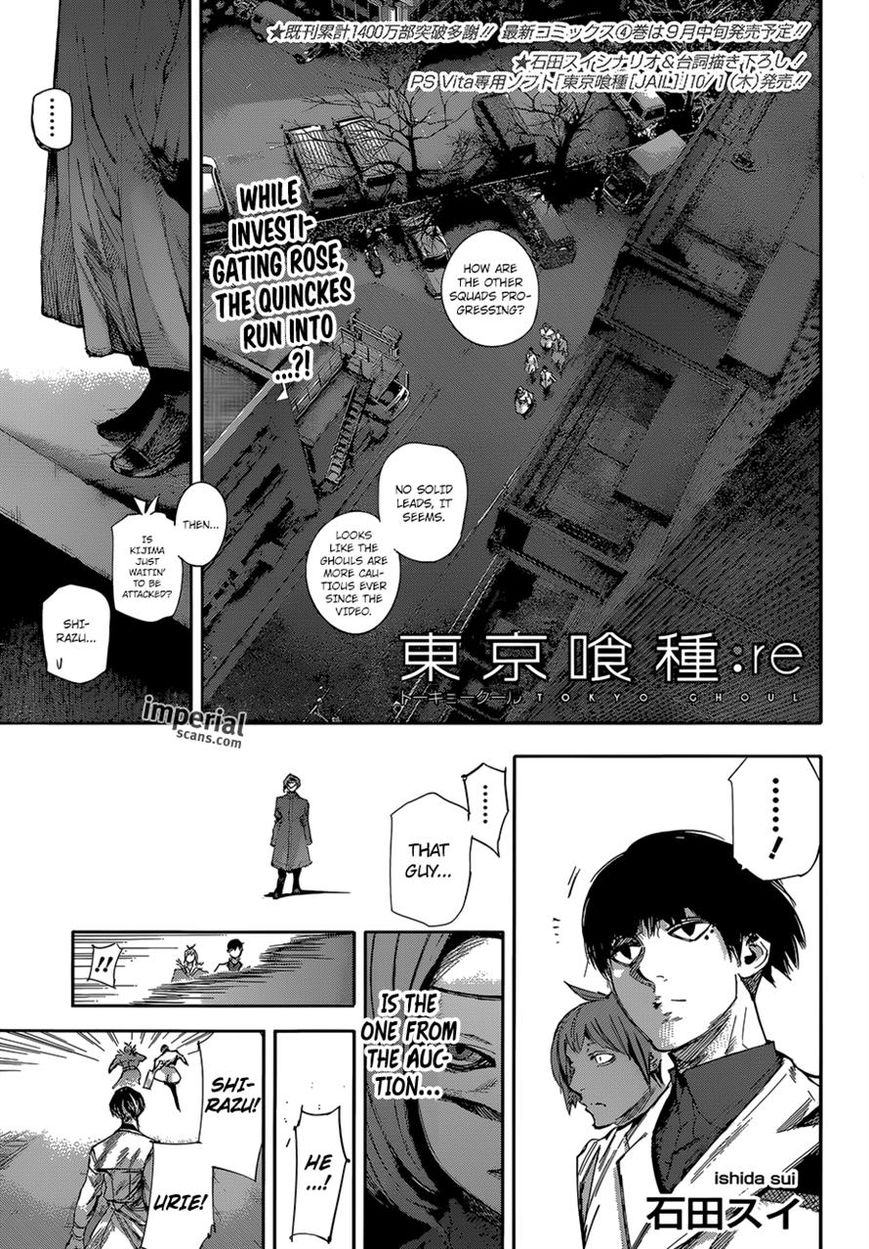 ★既刊累計1400万部突破多謝!! 最新コミックス④巻は9月中旬発売予定!!
★石田スイシナリオ&台詞描き下ろし!
PS Vita専用ソフト「東京喰種[JAIL]」10/1(木)発売!!
WHILE
INVESTI-
GATING ROSE,
THE QUINCKES
RUN INTO
...?!
HOW ARE
THE OTHER
SQUADS PRO-
GRESSING?
NO SOLID
LEADS, IT
SEEMS.
LOOKS
LIKE THE
GHOULS ARE
MORE CAU-
TIOUS EVER
SINCE THE
VIDEO.
東京喰種:re
トーキョーグール TOKYO GHOUL
......
THEN...
IS
KIJIMA
JUST
WAITIN'
TO BE
ATTACKED?
SHI-
RAZU...
imperial
scans.com
......!
......
THAT
GUY...
IS THE
ONE FROM
THE AUC-
TION...
!!
HE
...!
SHI-
RAZU!
URIE!
ishida sui
石田スイ